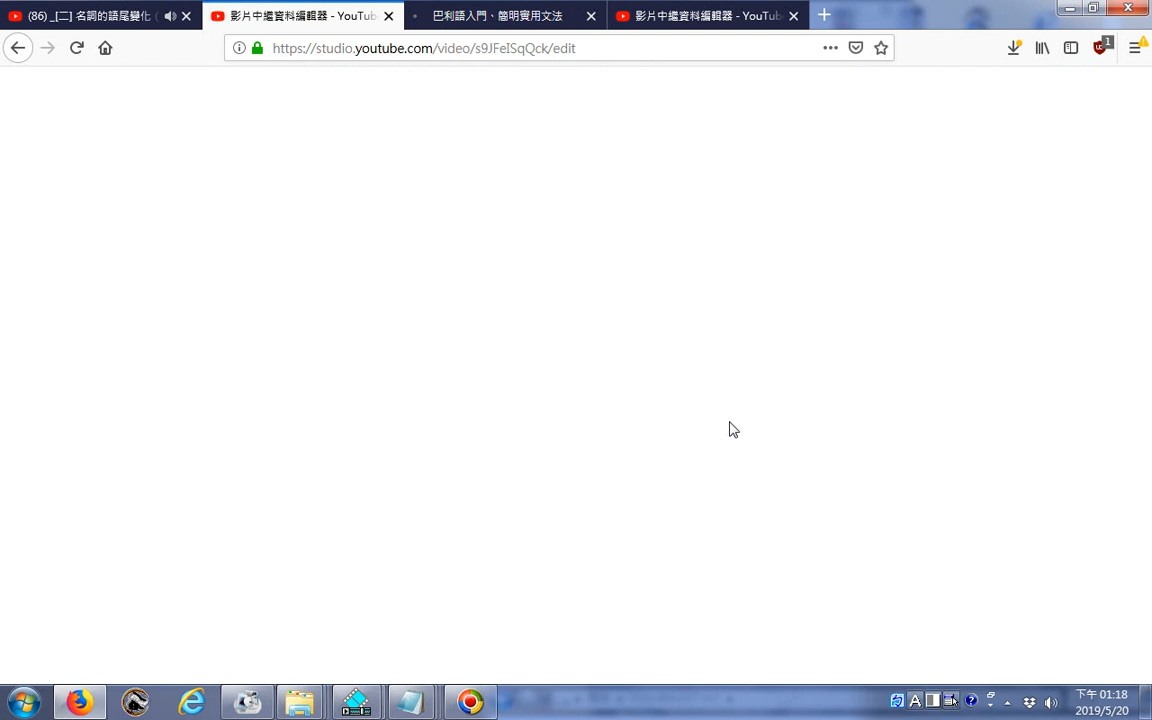 (86) _[二] 名詞的語尾變化 (
影片中繼資料編輯器 - YouTub
巴利語入門、簡明實用文法
影片中繼資料編輯器 - YouTub
https://studio.youtube.com/video/s9JFeISqQck/edit
1
下午 01:18
2019/5/20